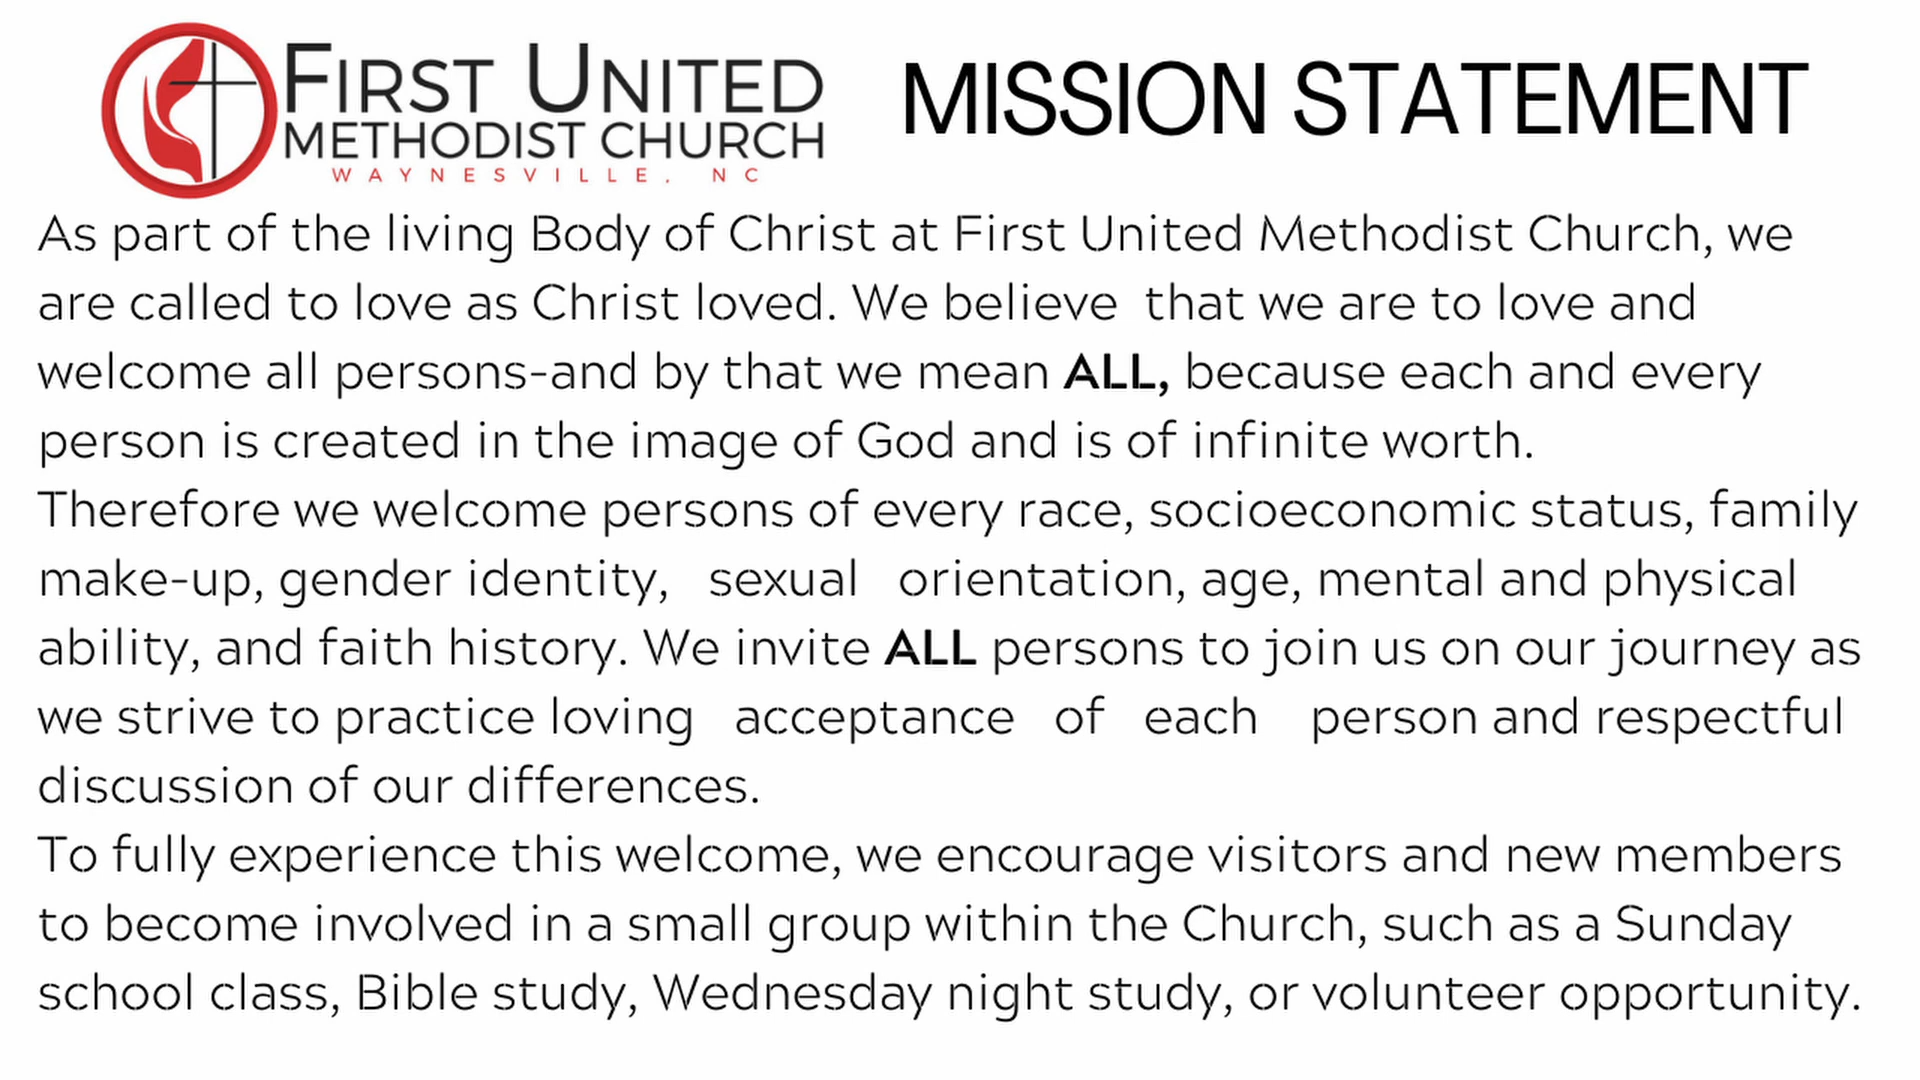 FIRST UNITED
METHODIST CHURCH
WAYNESVILLE, NC
MISSION STATEMENT
As part of the living Body of Christ at First United Methodist Church, we
are called to love as Christ loved. We believe that we are to love and
welcome all persons-and by that we mean ALL, because each and every
person is created in the image of God and is of infinite worth.
Therefore we welcome persons of every race, socioeconomic status, family
make-up, gender identity, sexual orientation, age, mental and physical
ability, and faith history. We invite ALL persons to join us on our journey as
we strive to practice loving acceptance of each person and respectful
discussion of our differences.
To fully experience this welcome, we encourage visitors and new members
to become involved in a small group within the Church, such as a Sunday
school class, Bible study, Wednesday night study, or volunteer opportunity.